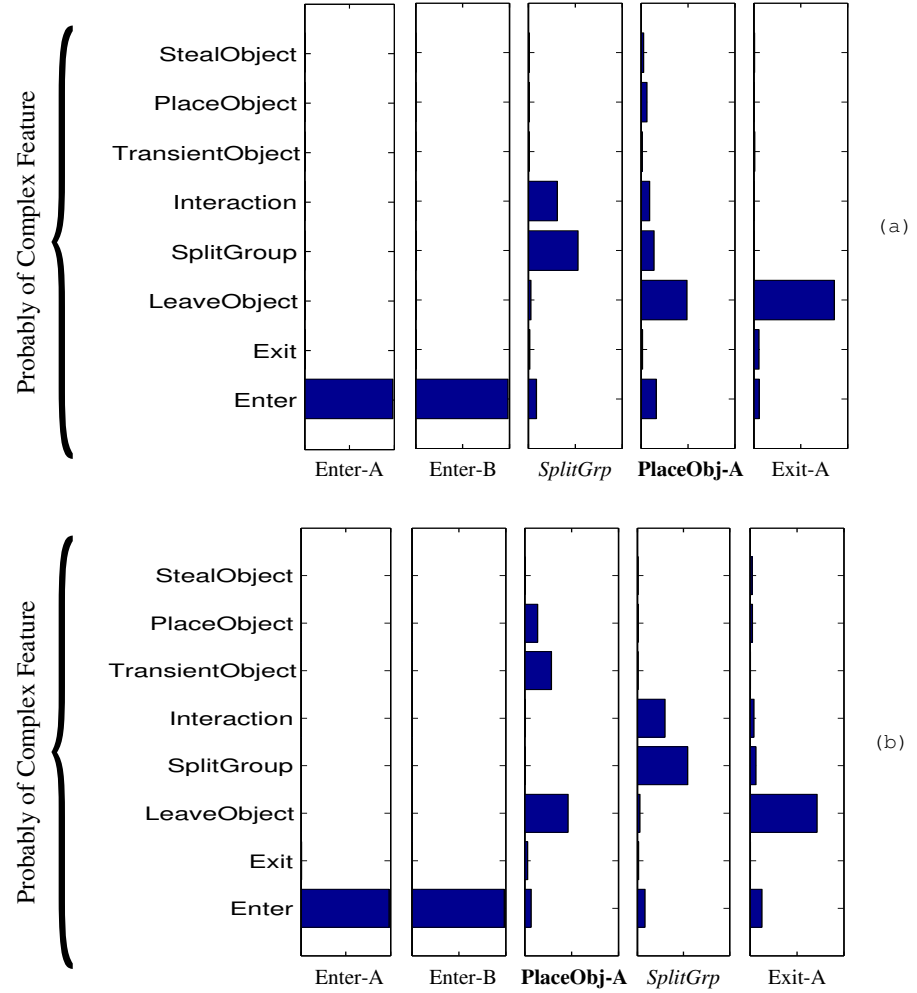 Probably of Complex Feature
StealObject
PlaceObject
TransientObject
Interaction
SplitGroup
LeaveObject
Exit
Enter
Enter-A Enter-B SplitGrp PlaceObj-A Exit-A
(a)
Probably of Complex Feature
StealObject
PlaceObject
TransientObject
Interaction
SplitGroup
LeaveObject
Exit
Enter
Enter-A Enter-B PlaceObj-A SplitGrp Exit-A
(b)